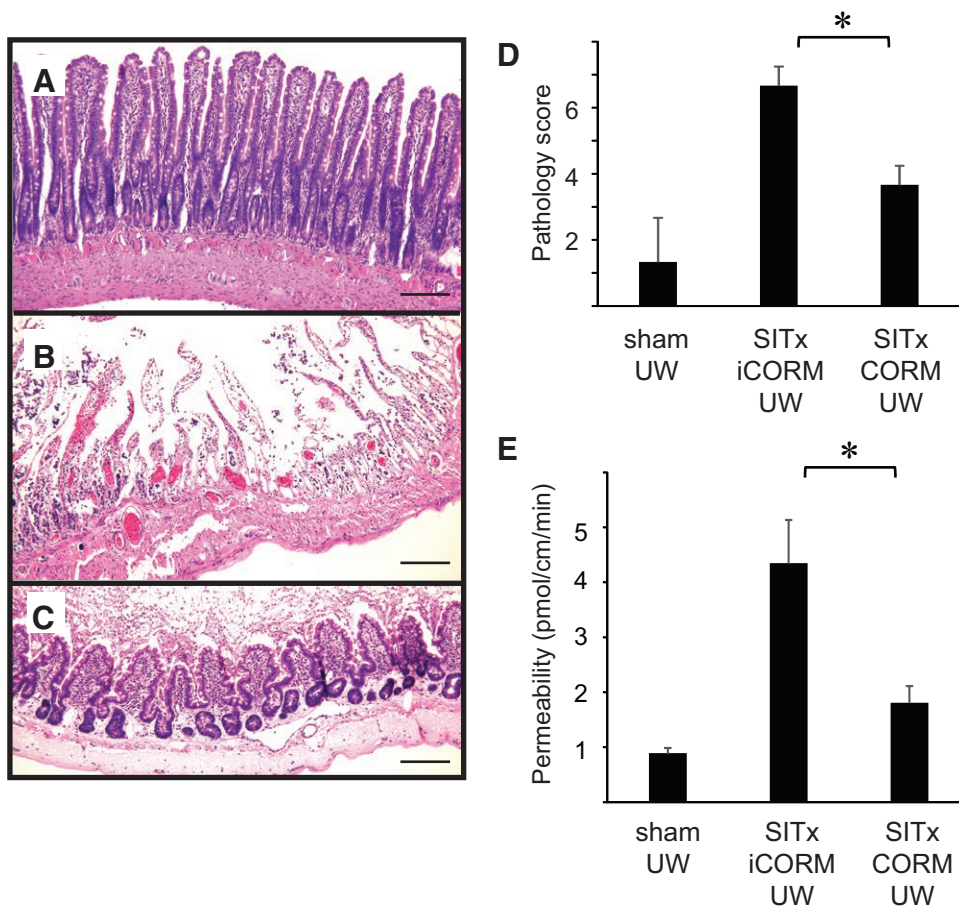 A
B
C
D
*
Pathology score
6
4
2
sham
UW
SITx
iCORM
UW
SITx
CORM
UW
E
*
Permeability (pmol/cm/min)
5
4
3
2
1
sham
UW
SITx
iCORM
UW
SITx
CORM
UW